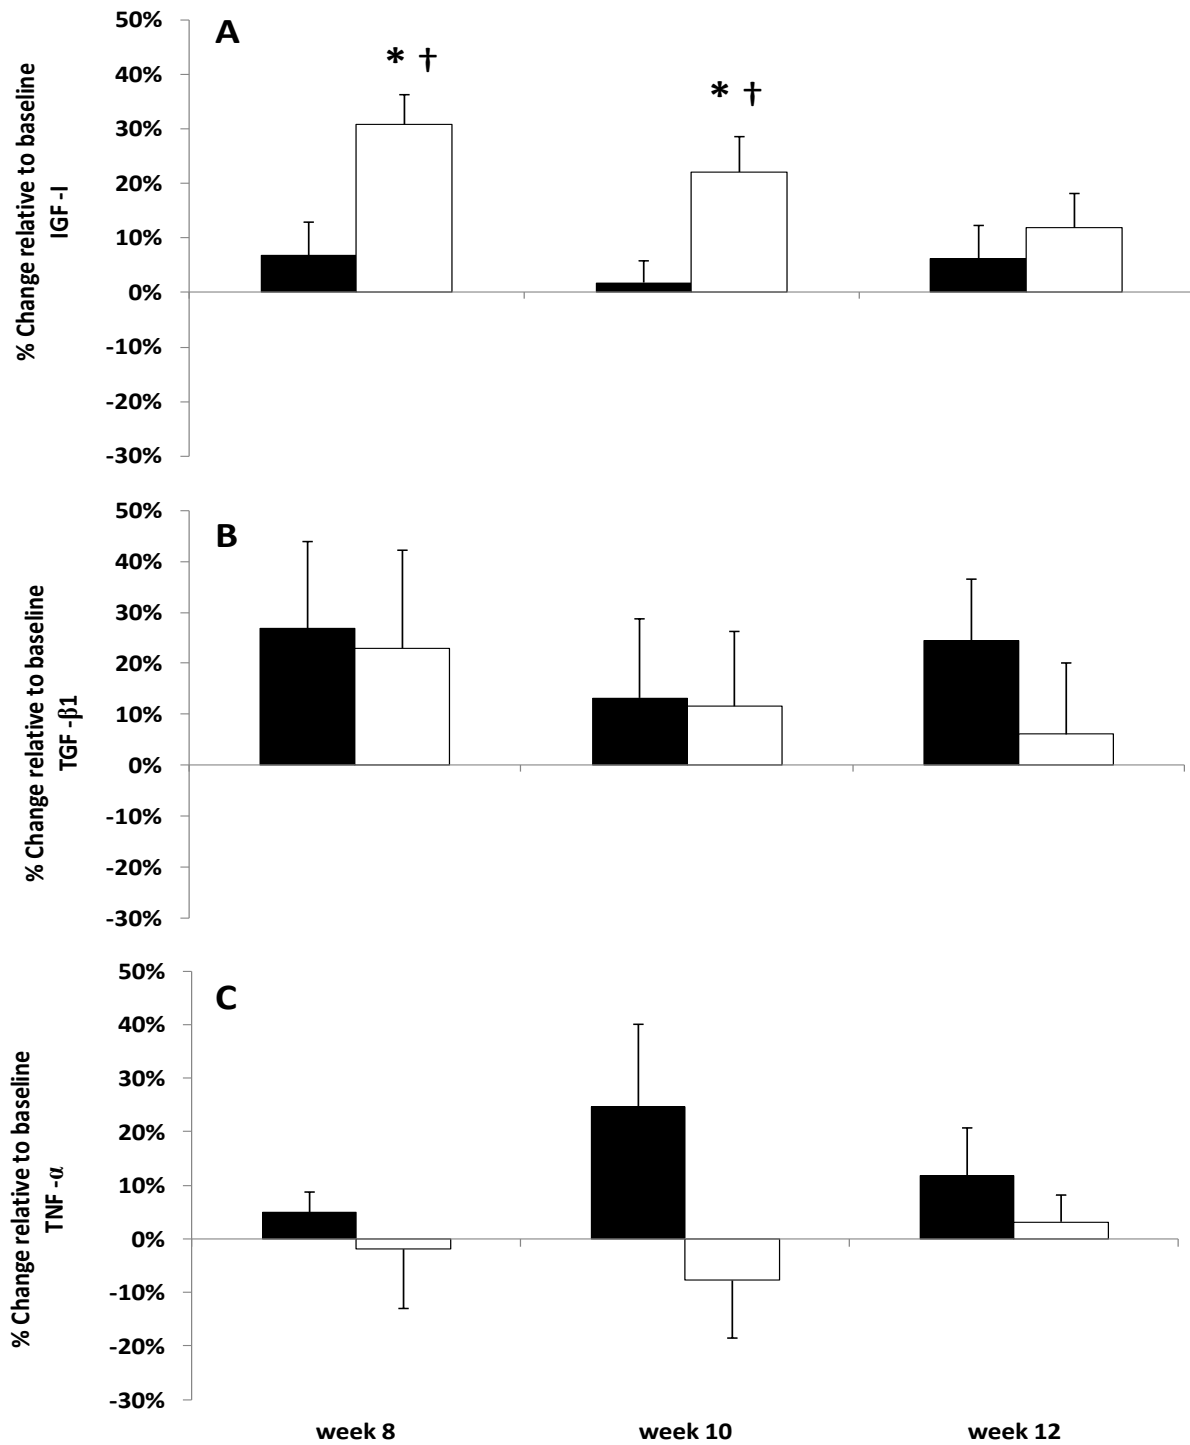 A
* †
* †
50%
40%
30%
20%
10%
0%
-10%
-20%
-30%
% Change relative to baseline
IGF -I
B
50%
40%
30%
20%
10%
0%
-10%
-20%
-30%
% Change relative to baseline
TGF -β1
C
50%
40%
30%
20%
10%
0%
-10%
-20%
-30%
% Change relative to baseline
TNF -α
week 8
week 10
week 12